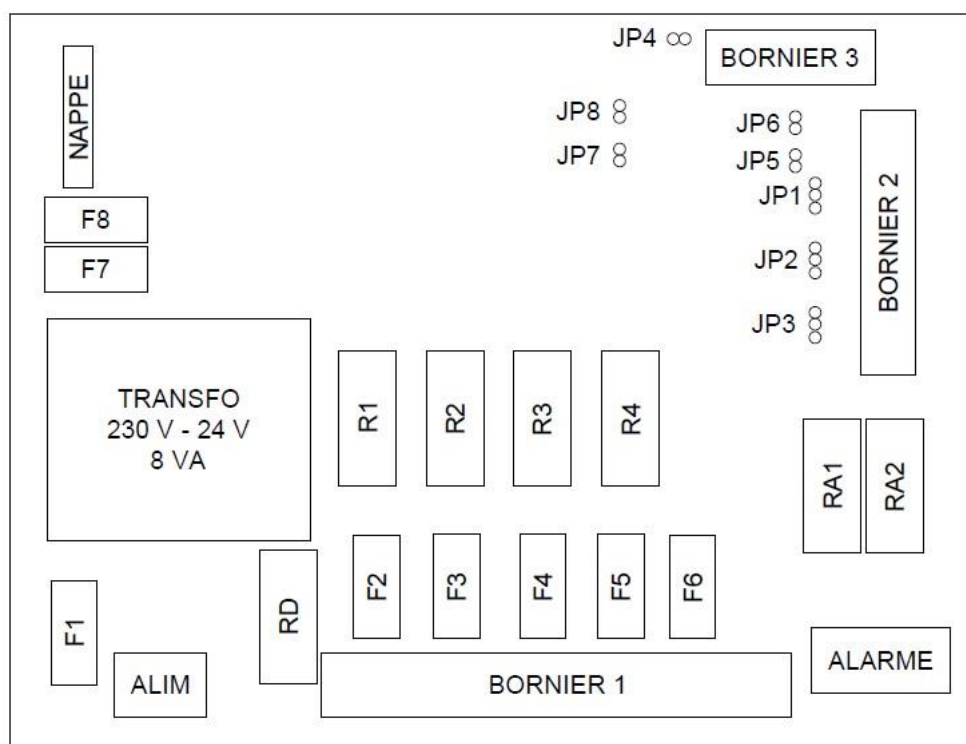 JP4
BORNIER 3
NAPPE
JP8
JP6
JP7
JP5
JP1
F8
F7
JP2
BORNIER 2
JP3
TRANSFO
230 V - 24 V
8 VA
R1
R2
R3
R4
RA1
RA2
F1
RD
F2
F3
F4
F5
F6
ALIM
BORNIER 1
ALARME